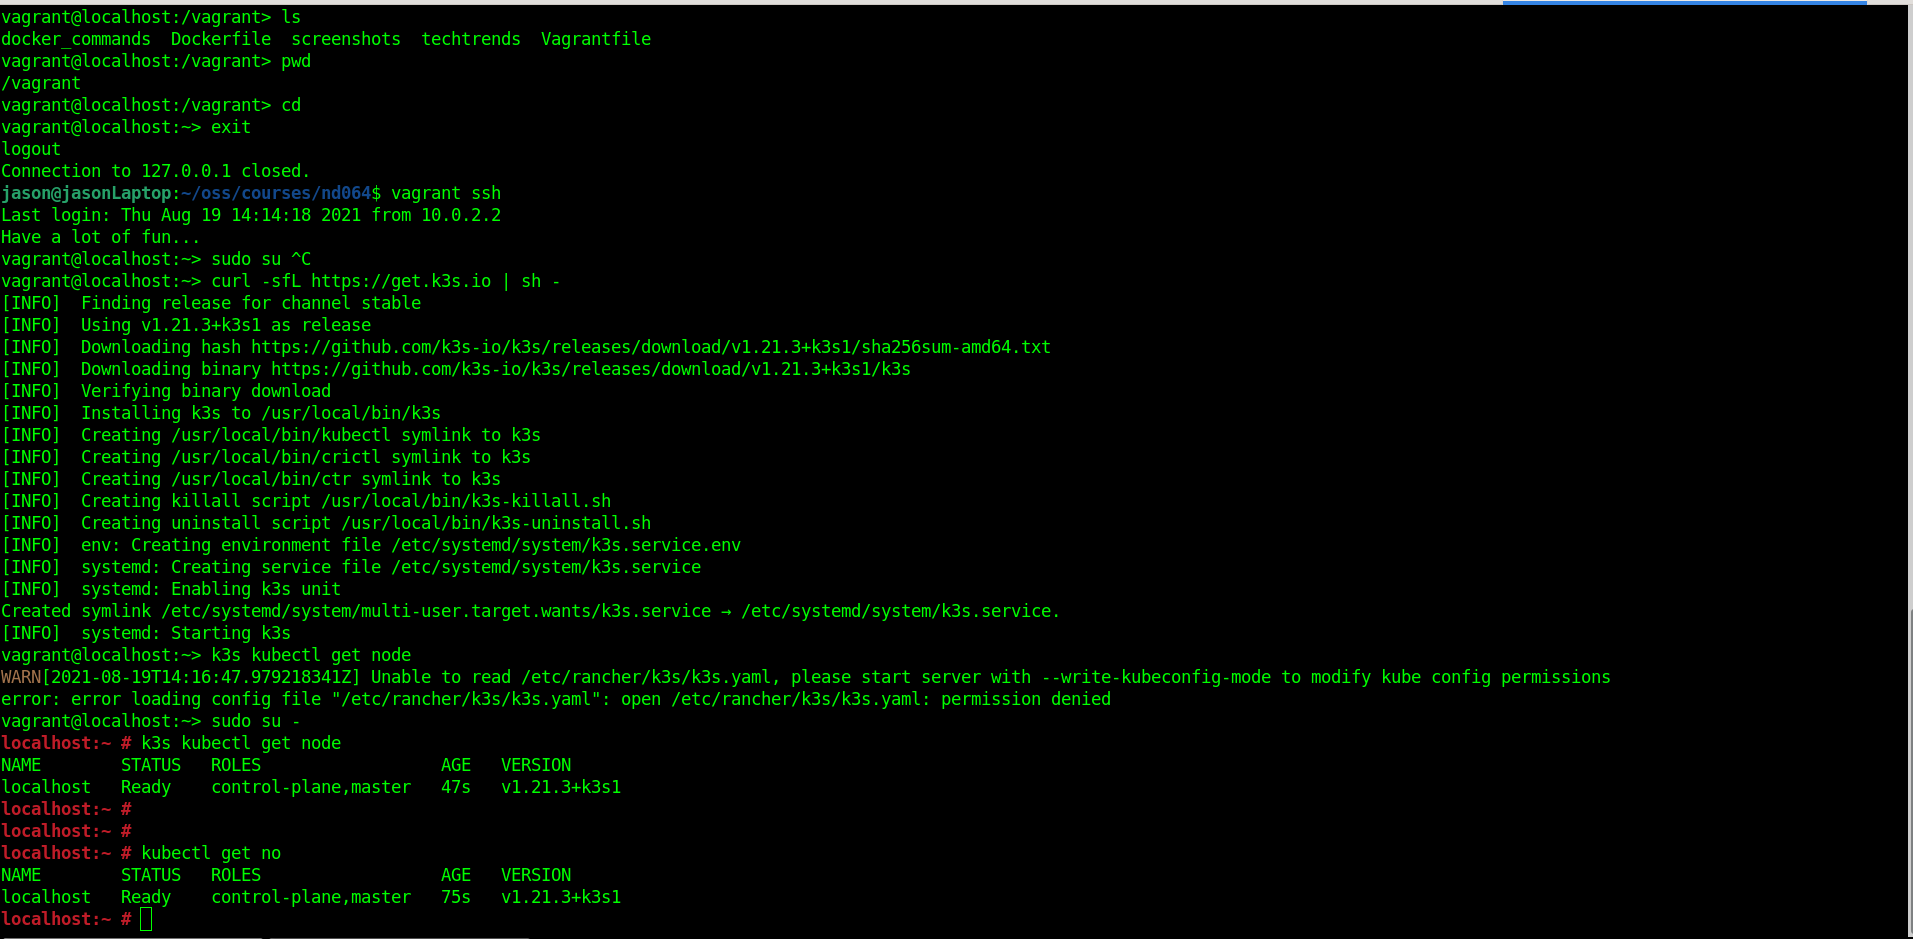 vagrant@localhost:/vagrant> ls
docker_commands  Dockerfile  screenshots  techtrends  Vagrantfile
vagrant@localhost:/vagrant> pwd
/vagrant
vagrant@localhost:/vagrant> cd
vagrant@localhost:~> exit
logout
Connection to 127.0.0.1 closed.
jason@jasonLaptop:~/oss/courses/nd064$ vagrant ssh
Last login: Thu Aug 19 14:14:18 2021 from 10.0.2.2
Have a lot of fun...
vagrant@localhost:~> sudo su ^C
vagrant@localhost:~> curl -sfL https://get.k3s.io | sh -
[INFO]  Finding release for channel stable
[INFO]  Using v1.21.3+k3s1 as release
[INFO]  Downloading hash https://github.com/k3s-io/k3s/releases/download/v1.21.3+k3s1/sha256sum-amd64.txt
[INFO]  Downloading binary https://github.com/k3s-io/k3s/releases/download/v1.21.3+k3s1/k3s
[INFO]  Verifying binary download
[INFO]  Installing k3s to /usr/local/bin/k3s
[INFO]  Creating /usr/local/bin/kubectl symlink to k3s
[INFO]  Creating /usr/local/bin/crictl symlink to k3s
[INFO]  Creating /usr/local/bin/ctr symlink to k3s
[INFO]  Creating killall script /usr/local/bin/k3s-killall.sh
[INFO]  Creating uninstall script /usr/local/bin/k3s-uninstall.sh
[INFO]  env: Creating environment file /etc/systemd/system/k3s.service.env
[INFO]  systemd: Creating service file /etc/systemd/system/k3s.service
[INFO]  systemd: Enabling k3s unit
Created symlink /etc/systemd/system/multi-user.target.wants/k3s.service → /etc/systemd/system/k3s.service.
[INFO]  systemd: Starting k3s
vagrant@localhost:~> k3s kubectl get node
WARN[2021-08-19T14:16:47.979218341Z] Unable to read /etc/rancher/k3s/k3s.yaml, please start server with --write-kubeconfig-mode to modify kube config permissions
error: error loading config file "/etc/rancher/k3s/k3s.yaml": open /etc/rancher/k3s/k3s.yaml: permission denied
vagrant@localhost:~> sudo su -
localhost:~ # k3s kubectl get node
NAME        STATUS   ROLES                  AGE   VERSION
localhost   Ready    control-plane,master   47s   v1.21.3+k3s1
localhost:~ #
localhost:~ #
localhost:~ # kubectl get no
NAME        STATUS   ROLES                  AGE   VERSION
localhost   Ready    control-plane,master   75s   v1.21.3+k3s1
localhost:~ #